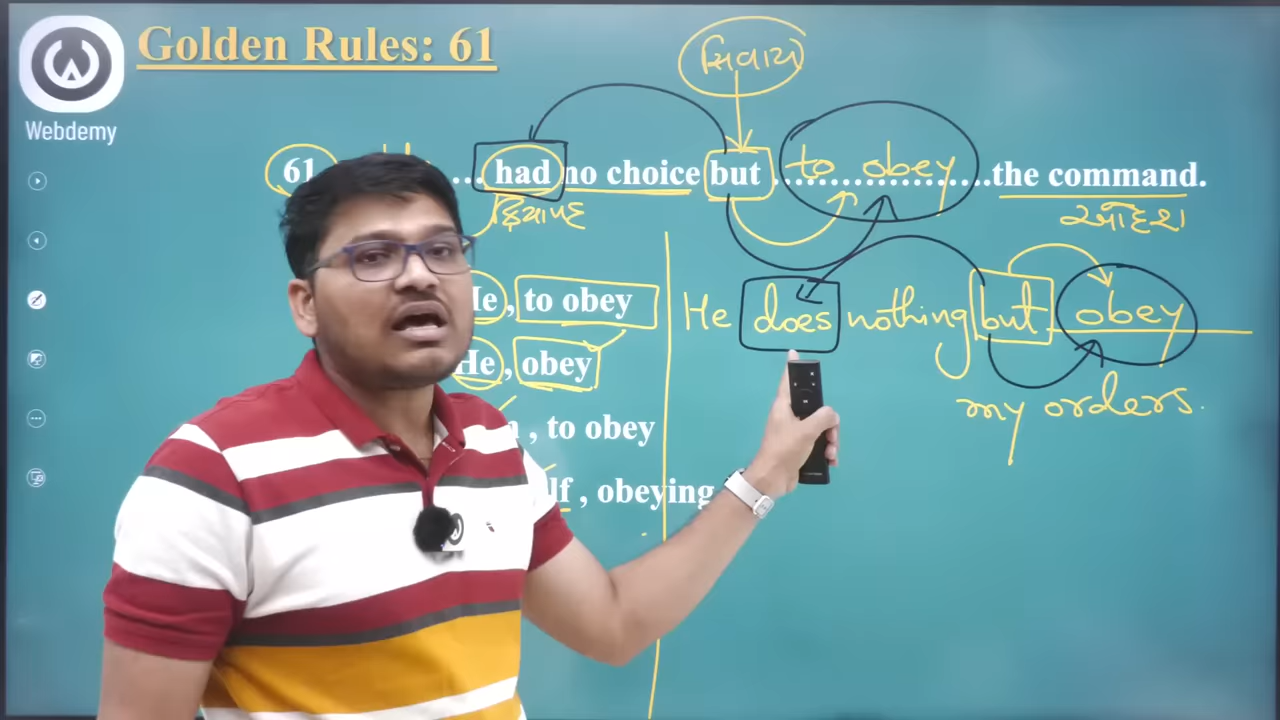 Golden Rules: 61
Webdemy
સિવાય
61 .... had no choice but to obey ...the command.
ક્રિયાપદ આદેશ
He , to obey
He does nothing but obey
He , obey
my orders.
, to obey
lf , obeying